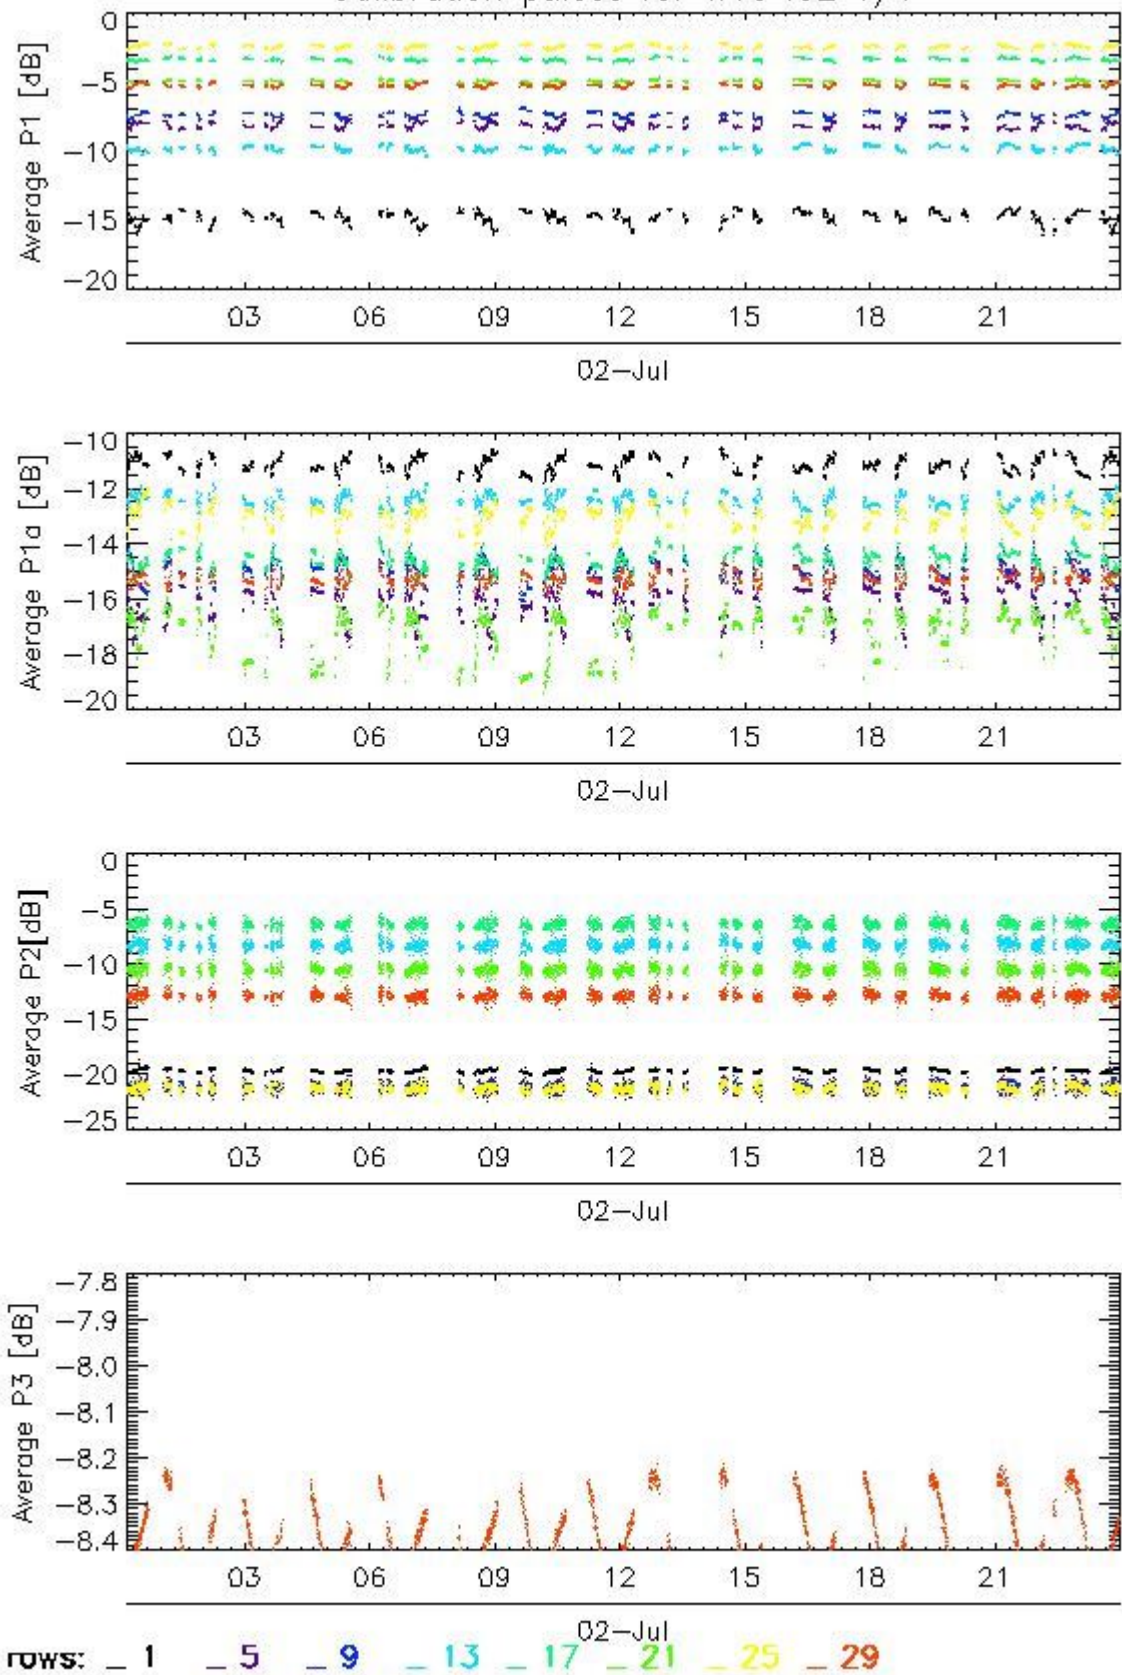 0
−5
−10
−15
−20
Average P1 [dB]
03 06 09 12 15 18 21
02−Jul
−10
−12
−14
−16
−18
−20
Average P1a [dB]
03 06 09 12 15 18 21
02−Jul
0
−5
−10
−15
−20
−25
Average P2[dB]
03 06 09 12 15 18 21
02−Jul
−7.8
−7.9
−8.0
−8.1
−8.2
−8.3
−8.4
Average P3 [dB]
03 06 09 12 15 18 21
02−Jul
rows: _ 1 _ 5 _ 9 _ 13 _ 17 _ 21 _ 25 _ 29